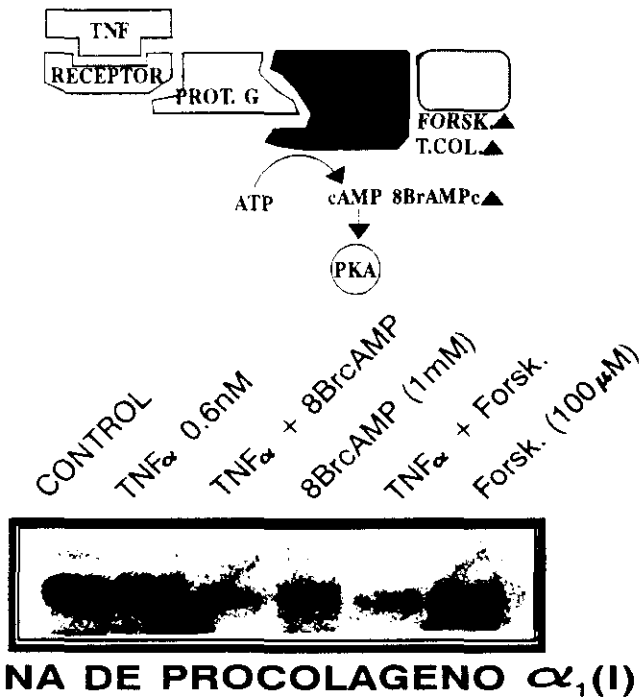 TNF
RECEPTOR
PROT. G
FORSK.▲
T.COL.▲
ATP
cAMP 8BrAMPc▲
PKA
CONTROL
TNFα 0.6nM
TNFα + 8BrcAMP
8BrcAMP (1mM)
TNFα + Forsk.
Forsk. (100μM)
NA DE PROCOLAGENO α₁(I)